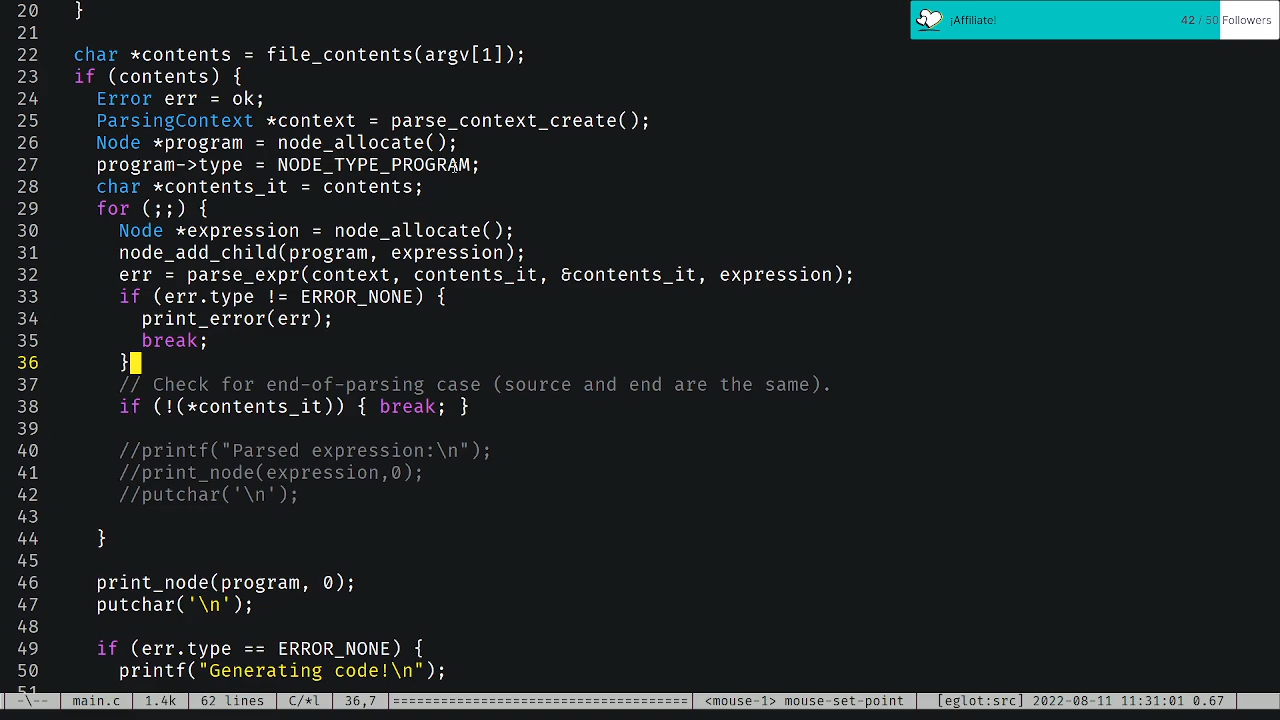 20 }
21
22 char *contents = file_contents(argv[1]);
23 if (contents) {
24 Error err = ok;
25 ParsingContext *context = parse_context_create();
26 Node *program = node_allocate();
27 program->type = NODE_TYPE_PROGRAM;
28 char *contents_it = contents;
29 for (;;) {
30 Node *expression = node_allocate();
31 node_add_child(program, expression);
32 err = parse_expr(context, contents_it, &contents_it, expression);
33 if (err.type != ERROR_NONE) {
34 print_error(err);
35 break;
36 }
37 // Check for end-of-parsing case (source and end are the same).
38 if (!(*contents_it)) { break; }
39
40 //printf("Parsed expression:\n");
41 //print_node(expression,0);
42 //putchar('\n');
43
44 }
45
46 print_node(program, 0);
47 putchar('\n');
48
49 if (err.type == ERROR_NONE) {
50 printf("Generating code!\n");
51
-\-- main.c 1.4k 62 lines C/*l 36,7 ==================================== <mouse-1> mouse-set-point [eglot:src] 2022-08-11 11:31:01 0.67
¡Affiliate! 42 / 50 Followers